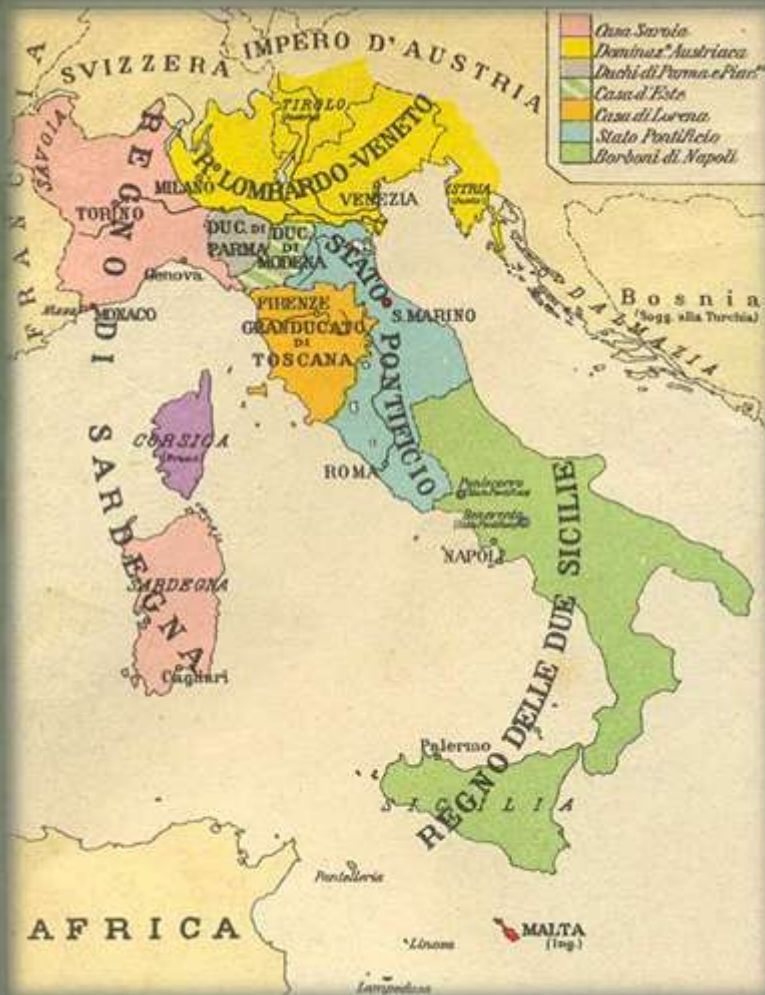 Casa Savoia
Dominaz.e Austriaca
Duchi di Parma e Piac.za
Casa d'Este
Casa di Lorena
Stato Pontificio
Borboni di Napoli
SVIZZERA
IMPERO D'AUSTRIA
FRANCIA
SAVOIA
TIROLO
R.o LOMBARDO-VENETO
MILANO
VENEZIA
ISTRIA
TORINO
DUC. DI PARMA
DUC. DI MODENA
Genova
MONACO
REGNO DI SARDEGNA
FIRENZE
GRANDUCATO
DI
TOSCANA
STATO PONTIFICIO
S. MARINO
DALMAZIA
Bosnia
(Sogg. alla Turchia)
CORSICA
ROMA
Pontecorvo
Benevento
NAPOLI
SARDEGNA
Cagliari
REGNO DELLE DUE SICILIE
Palermo
SICILIA
Pantelleria
AFRICA
MALTA
(Ing.)
Linosa
Lampedusa